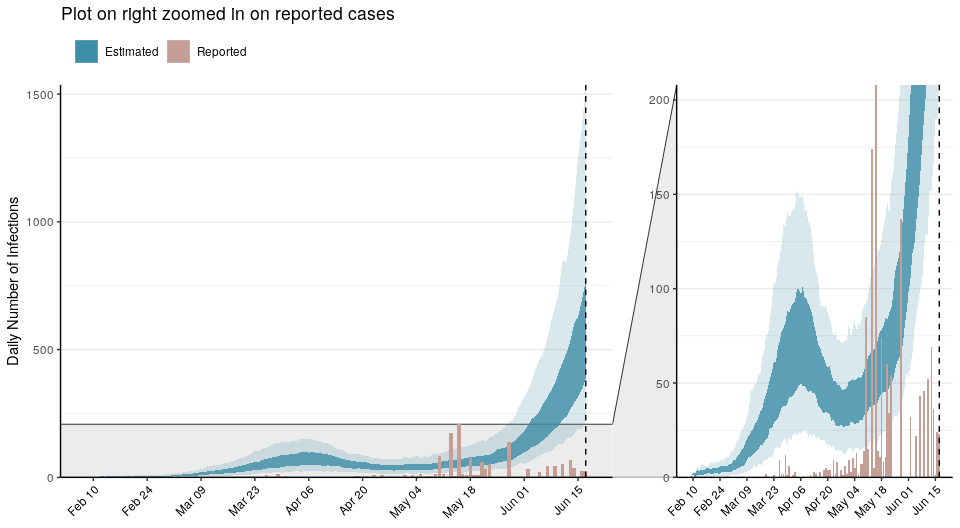 Plot on right zoomed in on reported cases
Estimated
Reported
Daily Number of Infections
1500
1000
500
0
Feb 10
Feb 24
Mar 09
Mar 23
Apr 06
Apr 20
May 04
May 18
Jun 01
Jun 15
200
150
100
50
0
Feb 10
Feb 24
Mar 09
Mar 23
Apr 06
Apr 20
May 04
May 18
Jun 01
Jun 15